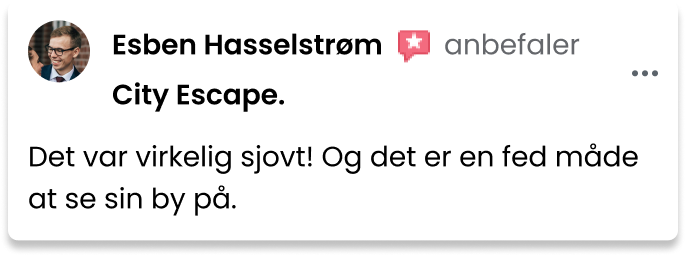 Esben Hasselstrøm anbefaler
City Escape.
Det var virkelig sjovt! Og det er en fed måde
at se sin by på.